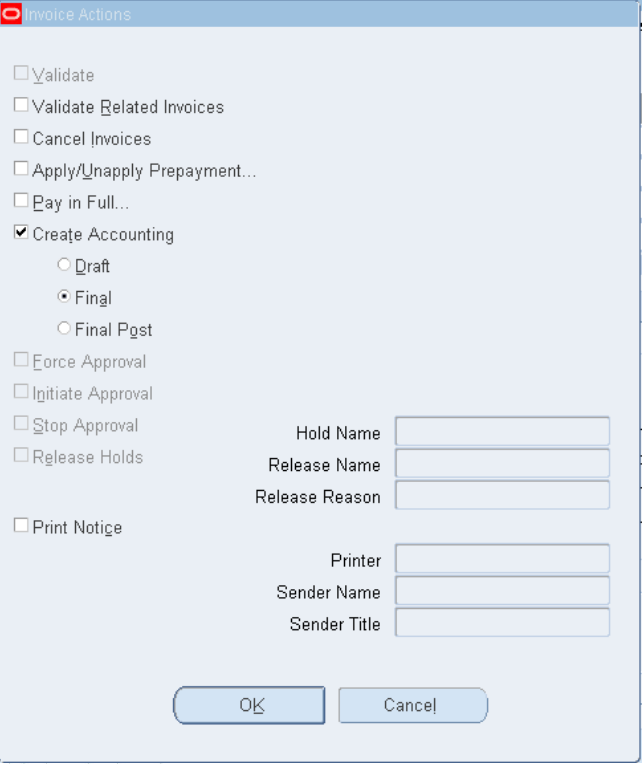 Invoice Actions
Validate
Validate Related Invoices
Cancel Invoices
Apply/Unapply Prepayment...
Pay in Full...
Create Accounting
Draft
Final
Final Post
Force Approval
Initiate Approval
Stop Approval
Hold Name
Release Holds
Release Name
Release Reason
Print Notice
Printer
Sender Name
Sender Title
OK
Cancel